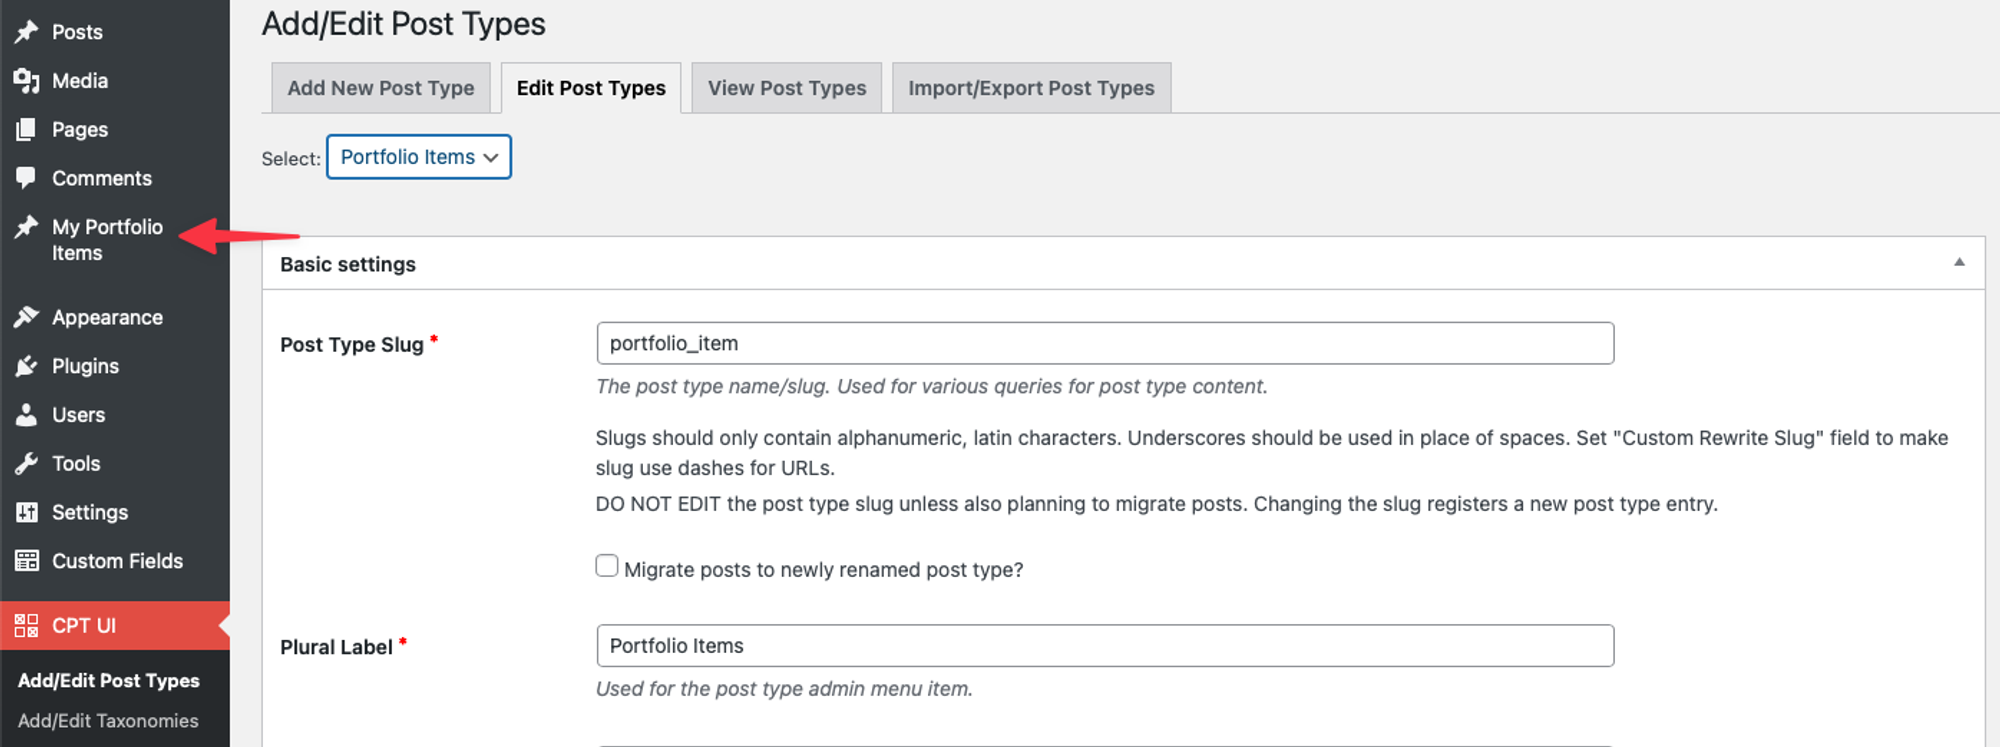 Posts
Media
Pages
Comments
My Portfolio
Items
Appearance
Plugins
Users
Tools
Settings
Custom Fields
CPT UI
Add/Edit Post Types
Add/Edit Taxonomies
Add/Edit Post Types
Add New Post Type
Edit Post Types
View Post Types
Import/Export Post Types
Select: Portfolio Items
Basic settings
Post Type Slug *
portfolio_item
The post type name/slug. Used for various queries for post type content.
Slugs should only contain alphanumeric, latin characters. Underscores should be used in place of spaces. Set "Custom Rewrite Slug" field to make
slug use dashes for URLs.
DO NOT EDIT the post type slug unless also planning to migrate posts. Changing the slug registers a new post type entry.
Migrate posts to newly renamed post type?
Plural Label *
Portfolio Items
Used for the post type admin menu item.